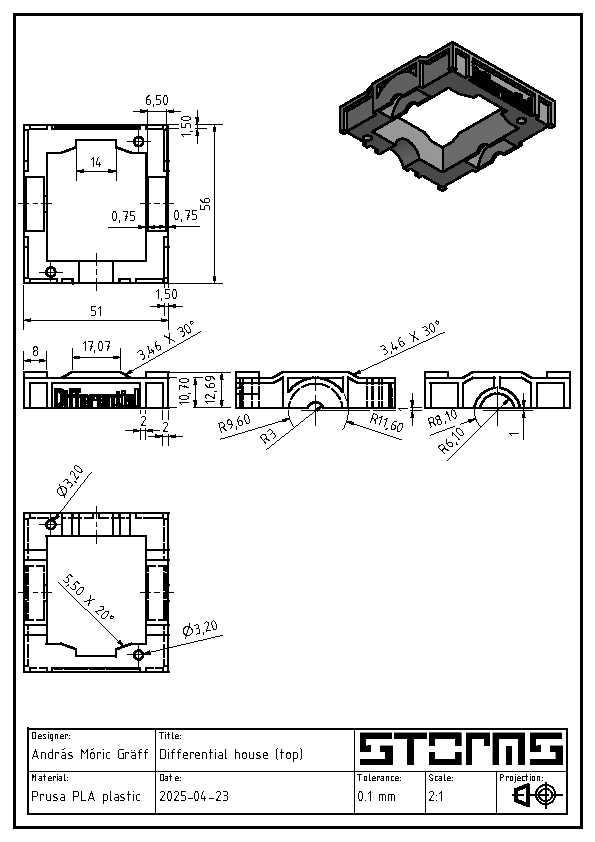 6,50
1,50
14
56
0,75
0,75
1,50
51
8
17,07
3,46 X 30°
10,70
12,69
Differential
2
2
3,46 X 30°
R9,60
R3
R11,60
1
R8,10
R6,10
1
Ø3,20
5,50 X 20°
Ø3,20
Designer:
András Móric Gräff
Title:
Differential house (top)
STORMS
Material:
Prusa PLA plastic
Date:
2025-04-23
Tolerance:
0.1 mm
Scale:
2:1
Projection: